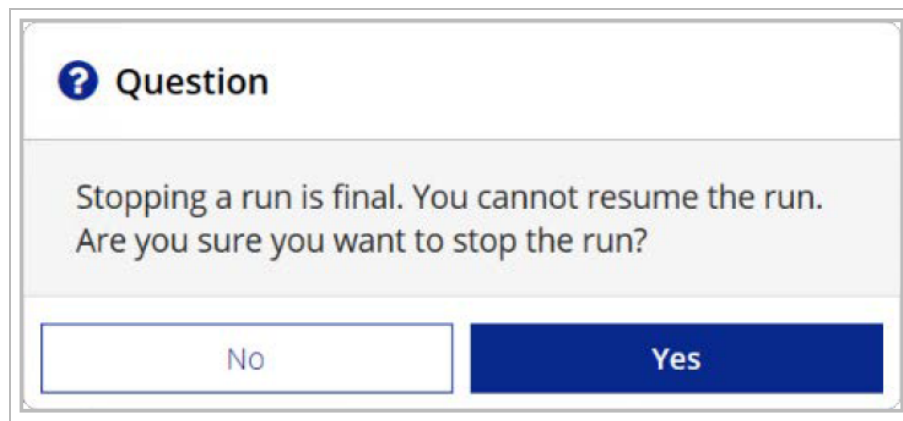 Question
Stopping a run is final. You cannot resume the run.
Are you sure you want to stop the run?
No
Yes